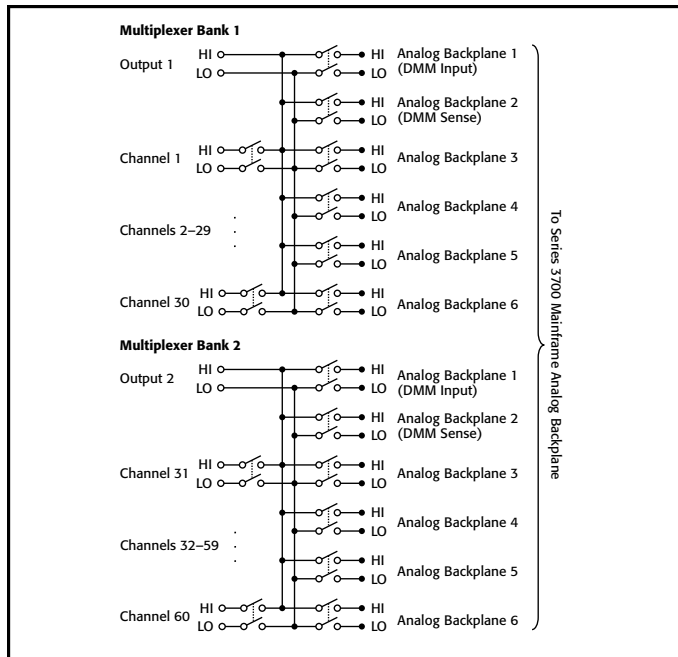 Multiplexer Bank 1
Output 1
HI
LO
HI
LO
Analog Backplane 1
(DMM Input)
HI
LO
Analog Backplane 2
(DMM Sense)
Channel 1
HI
LO
HI
LO
Analog Backplane 3
Channels 2–29
HI
LO
Analog Backplane 4
HI
LO
Analog Backplane 5
Channel 30
HI
LO
HI
LO
Analog Backplane 6
Multiplexer Bank 2
Output 2
HI
LO
HI
LO
Analog Backplane 1
(DMM Input)
HI
LO
Analog Backplane 2
(DMM Sense)
Channel 31
HI
LO
HI
LO
Analog Backplane 3
Channels 32–59
HI
LO
Analog Backplane 4
HI
LO
Analog Backplane 5
Channel 60
HI
LO
HI
LO
Analog Backplane 6
To Series 3700 Mainframe Analog Backplane